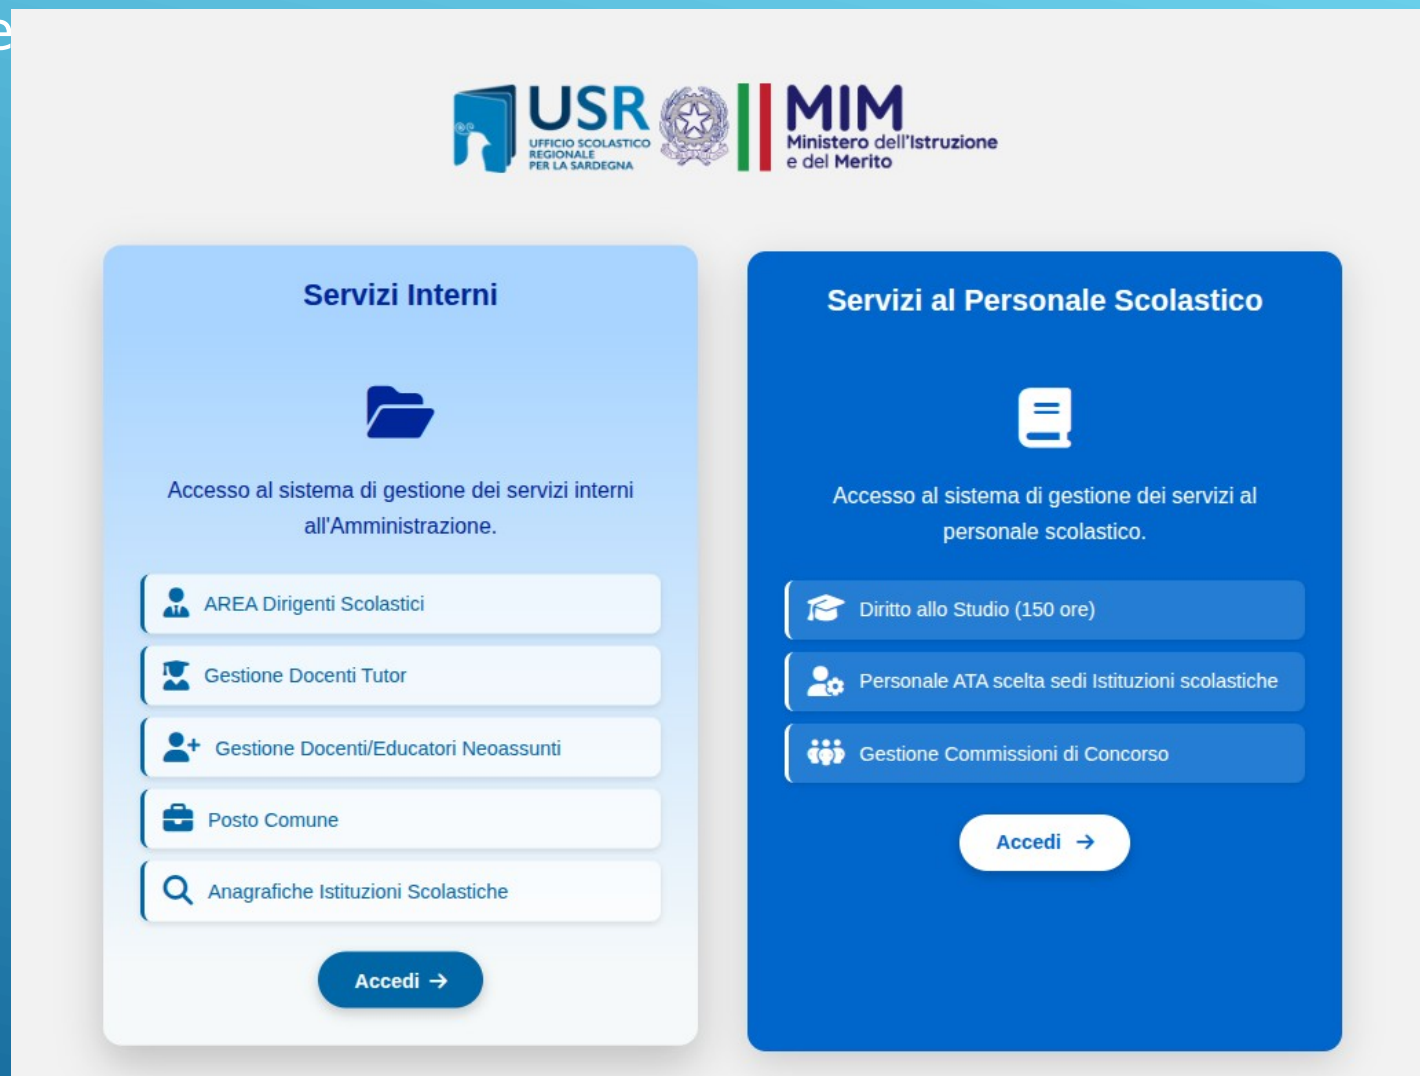 e
USR
UFFICIO SCOLASTICO
REGIONALE
PER LA SARDEGNA
MIM
Ministero dell'Istruzione
e del Merito
Servizi Interni
Accesso al sistema di gestione dei servizi interni
all'Amministrazione.
AREA Dirigenti Scolastici
Gestione Docenti Tutor
Gestione Docenti/Educatori Neoassunti
Posto Comune
Anagrafiche Istituzioni Scolastiche
Accedi
Servizi al Personale Scolastico
Accesso al sistema di gestione dei servizi al
personale scolastico.
Diritto allo Studio (150 ore)
Personale ATA scelta sedi Istituzioni scolastiche
Gestione Commissioni di Concorso
Accedi